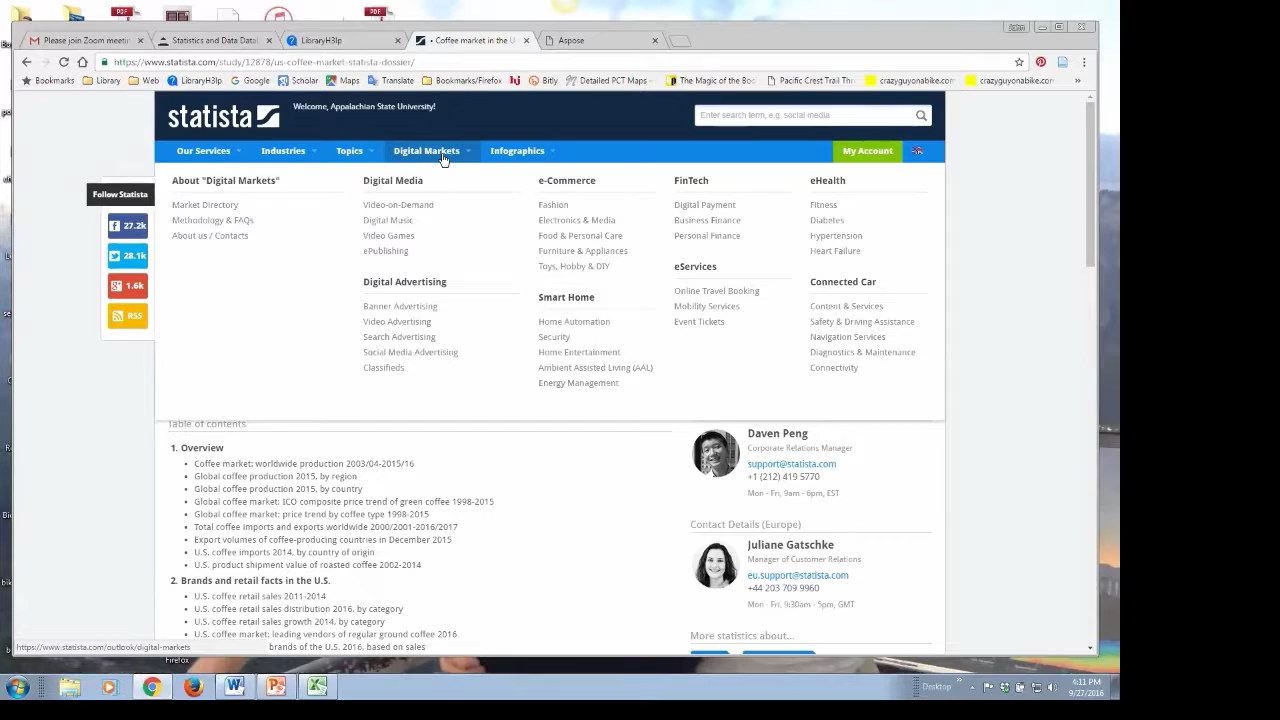 PDF
PDF
Please join Zoom meetin
Statistics and Data Datab
LibraryH3lp
• Coffee market in the U
Aspose
https://www.statista.com/study/12878/us-coffee-market-statista-dossier/
Bookmarks
Library
Web
LibraryH3lp
Google
Scholar
Maps
Translate
Bookmarks/Firefox
Bitly
Detailed PCT Maps -
The Magic of the Boo
Pacific Crest Trail Thr
crazyguyonabike.com
crazyguyonabike.com
»
statista
Welcome, Appalachian State University!
Enter search term, e.g. social media
Our Services
Industries
Topics
Digital Markets
Infographics
My Account
Follow Statista
27.2k
28.1k
1.6k
RSS
About "Digital Markets"
Market Directory
Methodology & FAQs
About us / Contacts
Digital Media
Video-on-Demand
Digital Music
Video Games
ePublishing
Digital Advertising
Banner Advertising
Video Advertising
Search Advertising
Social Media Advertising
Classifieds
e-Commerce
Fashion
Electronics & Media
Food & Personal Care
Furniture & Appliances
Toys, Hobby & DIY
Smart Home
Home Automation
Security
Home Entertainment
Ambient Assisted Living (AAL)
Energy Management
FinTech
Digital Payment
Business Finance
Personal Finance
eServices
Online Travel Booking
Mobility Services
Event Tickets
eHealth
Fitness
Diabetes
Hypertension
Heart Failure
Connected Car
Content & Services
Safety & Driving Assistance
Navigation Services
Diagnostics & Maintenance
Connectivity
Table of contents
1. Overview
• Coffee market: worldwide production 2003/04-2015/16
• Global coffee production 2015, by region
• Global coffee production 2015, by country
• Global coffee market: ICO composite price trend of green coffee 1998-2015
• Global coffee market: price trend by coffee type 1998-2015
• Total coffee imports and exports worldwide 2000/2001-2016/2017
• Export volumes of coffee-producing countries in December 2015
• U.S. coffee imports 2014, by country of origin
• U.S. product shipment value of roasted coffee 2002-2014
2. Brands and retail facts in the U.S.
• U.S. coffee retail sales 2011-2014
• U.S. coffee retail sales distribution 2016, by category
• U.S. coffee retail sales growth 2014, by category
• U.S. coffee market: leading vendors of regular ground coffee 2016
brands of the U.S. 2016, based on sales
Daven Peng
Corporate Relations Manager
support@statista.com
+1 (212) 419 5770
Mon - Fri, 9am - 6pm, EST
Contact Details (Europe)
Juliane Gatschke
Manager of Customer Relations
eu.support@statista.com
+44 203 709 9960
Mon - Fri, 9:30am - 5pm, GMT
More statistics about...
https://www.statista.com/outlook/digital-markets
Firefox
Desktop
»
4:11 PM
9/27/2016